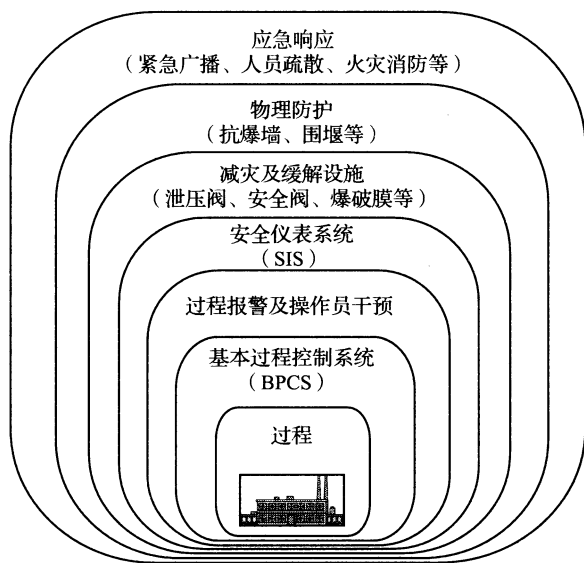 应急响应
（紧急广播、人员疏散、火灾消防等）
物理防护
（抗爆墙、围堰等）
减灾及缓解设施
（泄压阀、安全阀、爆破膜等）
安全仪表系统
（SIS）
过程报警及操作员干预
基本过程控制系统
（BPCS）
过程